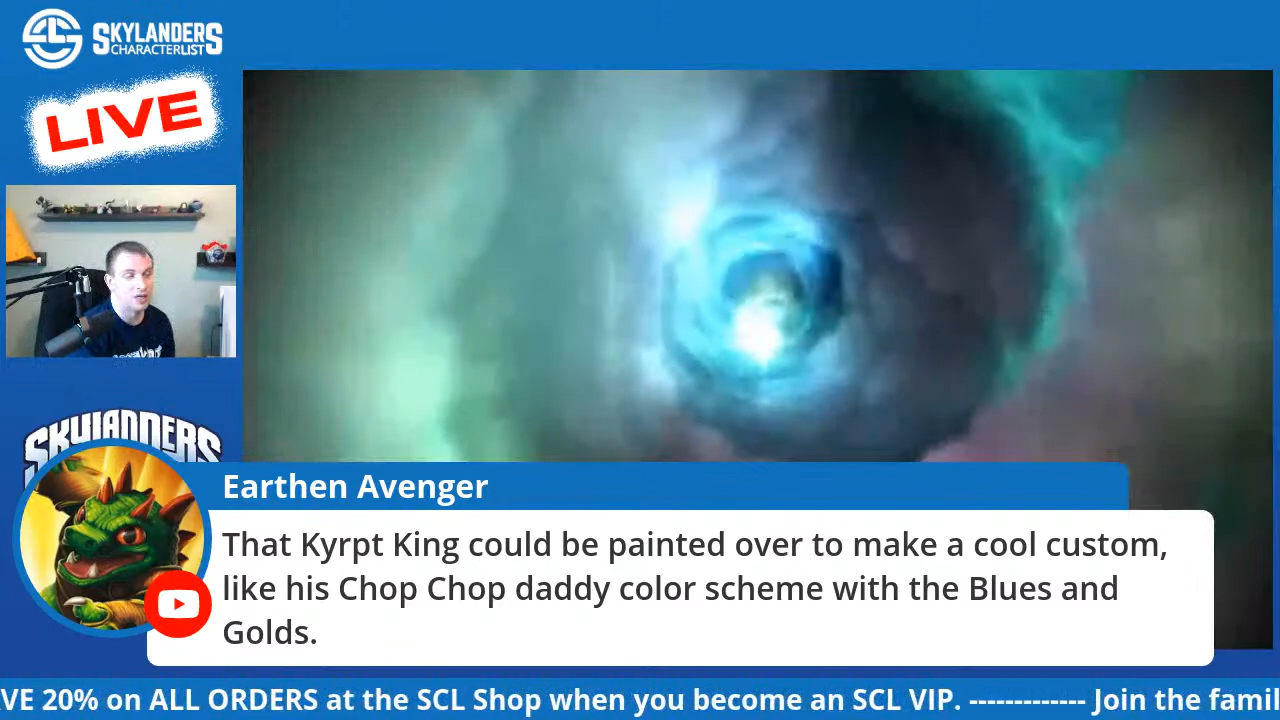 SKYLANDERS
CHARACTERLIST
LIVE
SKYLANDERS
Earthen Avenger
That Kyrpt King could be painted over to make a cool custom,
like his Chop Chop daddy color scheme with the Blues and
Golds.
VE 20% on ALL ORDERS at the SCL Shop when you become an SCL VIP. ------------- Join the famil